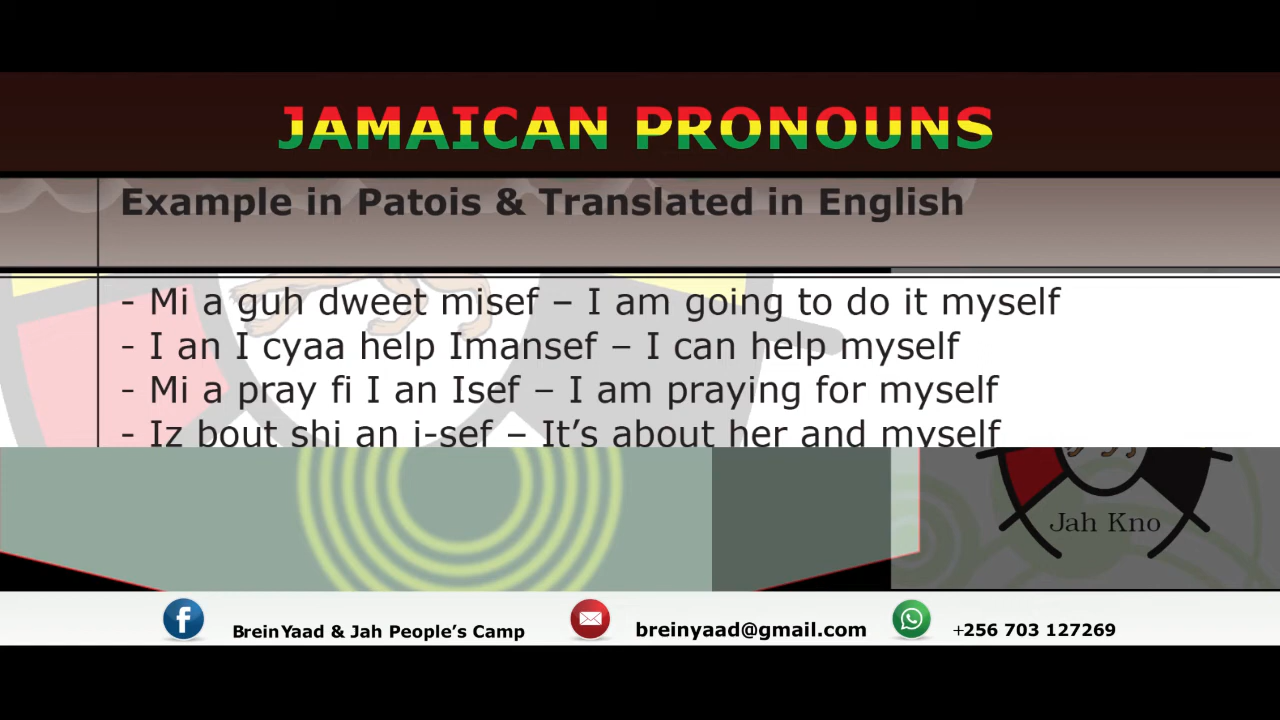 JAMAICAN PRONOUNS
Example in Patois & Translated in English
- Mi a guh dweet misef – I am going to do it myself
- I an I cyaa help Imansef – I can help myself
- Mi a pray fi I an Isef – I am praying for myself
- Iz bout shi an i-sef – It’s about her and myself
Jah Kno
BreinYaad & Jah People’s Camp
breinyaad@gmail.com
+256 703 127269